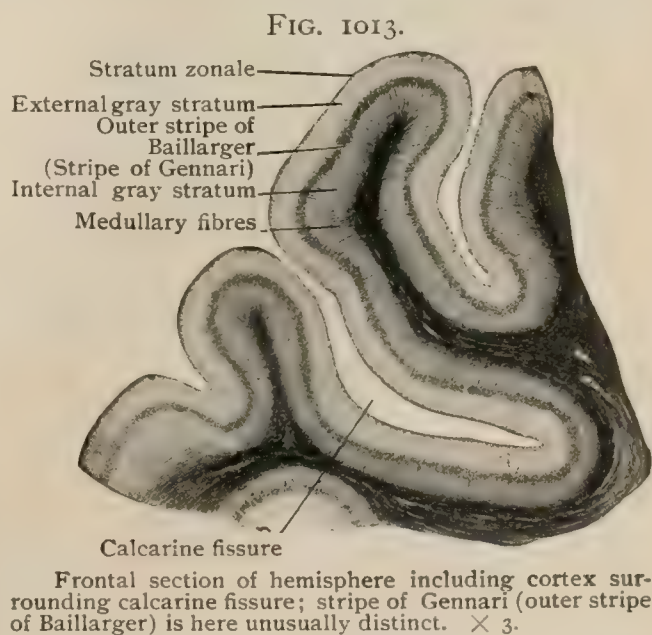 FIG. 1013.
Stratum zonale
External gray stratum
Outer stripe of
Baillarger
(Stripe of Gennari)
Internal gray stratum
Medullary fibres
Calcarine fissure
Frontal section of hemisphere including cortex sur-
rounding calcarine fissure; stripe of Gennari (outer stripe
of Baillarger) is here unusually distinct. × 3.